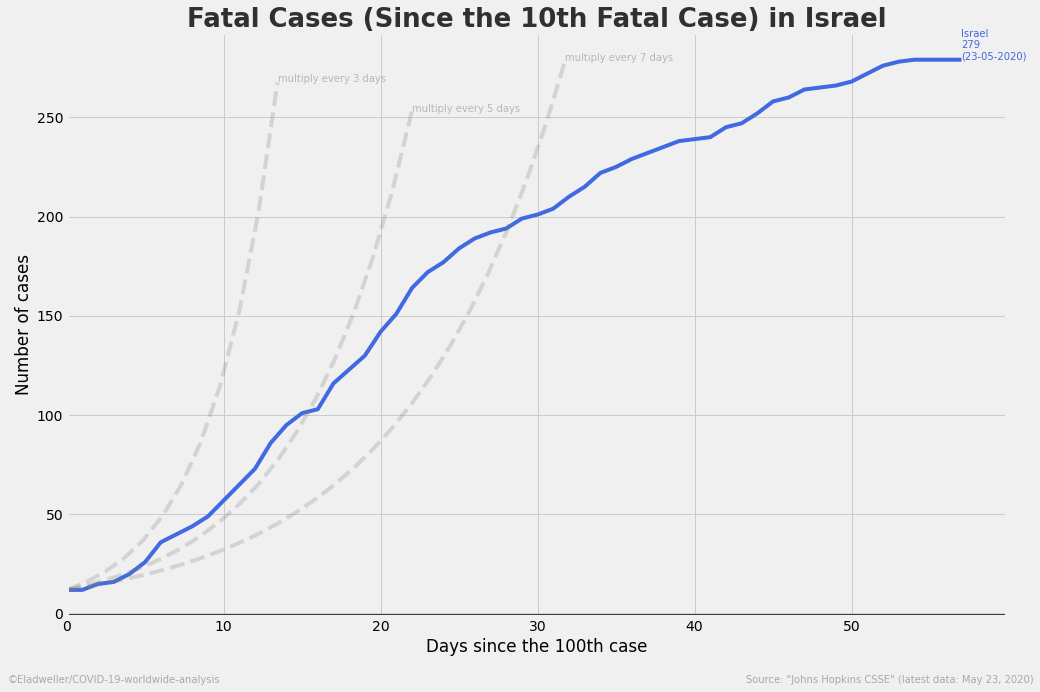 Fatal Cases (Since the 10th Fatal Case) in Israel
Israel
279
(23-05-2020)
multiply every 7 days
multiply every 3 days
multiply every 5 days
250
200
150
100
50
0
Number of cases
0 10 20 30 40 50
Days since the 100th case
©Eladweller/COVID-19-worldwide-analysis
Source: "Johns Hopkins CSSE" (latest data: May 23, 2020)